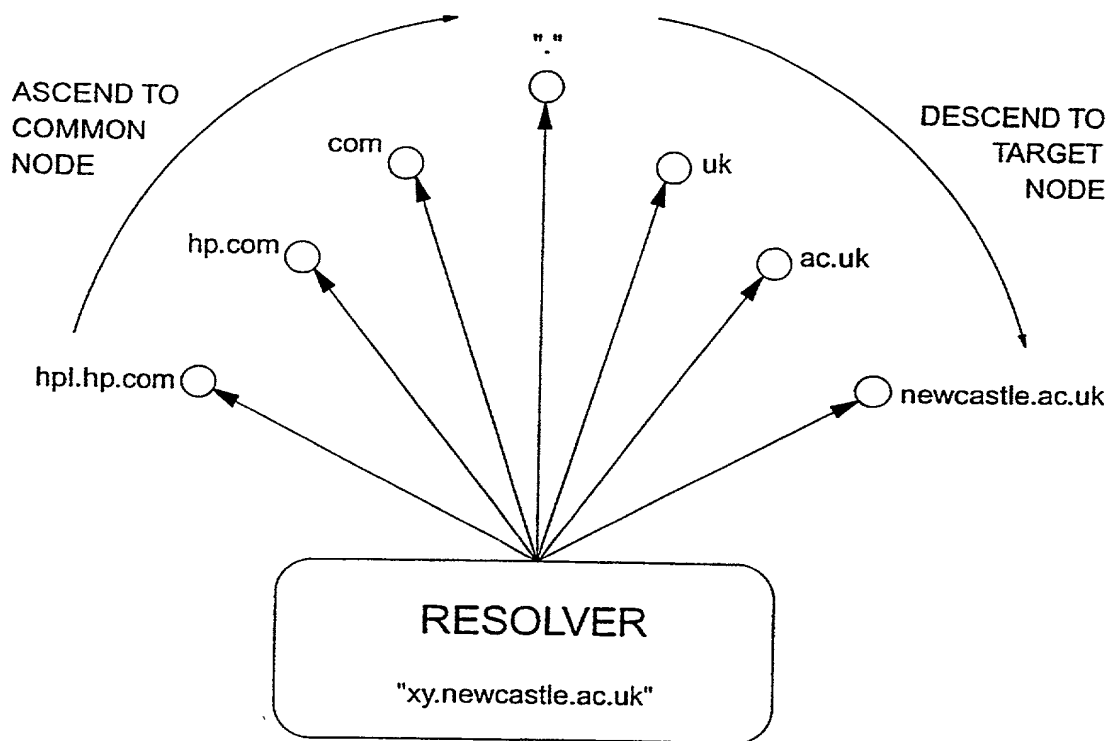 "."
ASCEND TO
COMMON
NODE
DESCEND TO
TARGET
NODE
com
uk
hp.com
ac.uk
hpl.hp.com
newcastle.ac.uk
RESOLVER
"xy.newcastle.ac.uk"